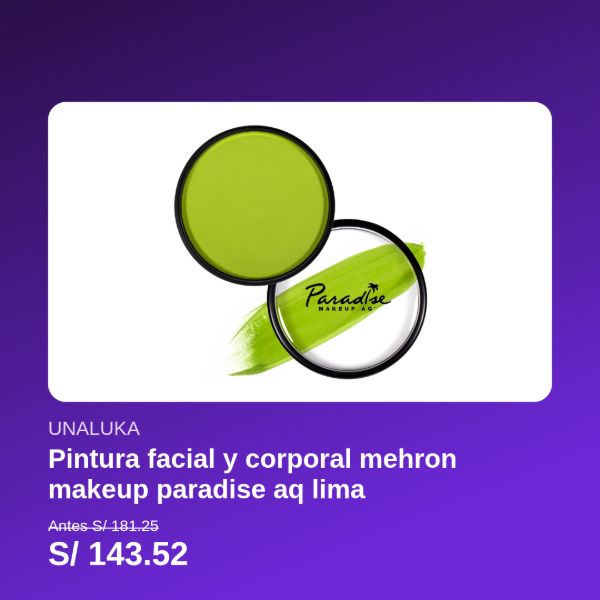 Paradise
MAKEUP AQ
UNALUKA
Pintura facial y corporal mehron
makeup paradise aq lima
Antes S/ 181.25
S/ 143.52